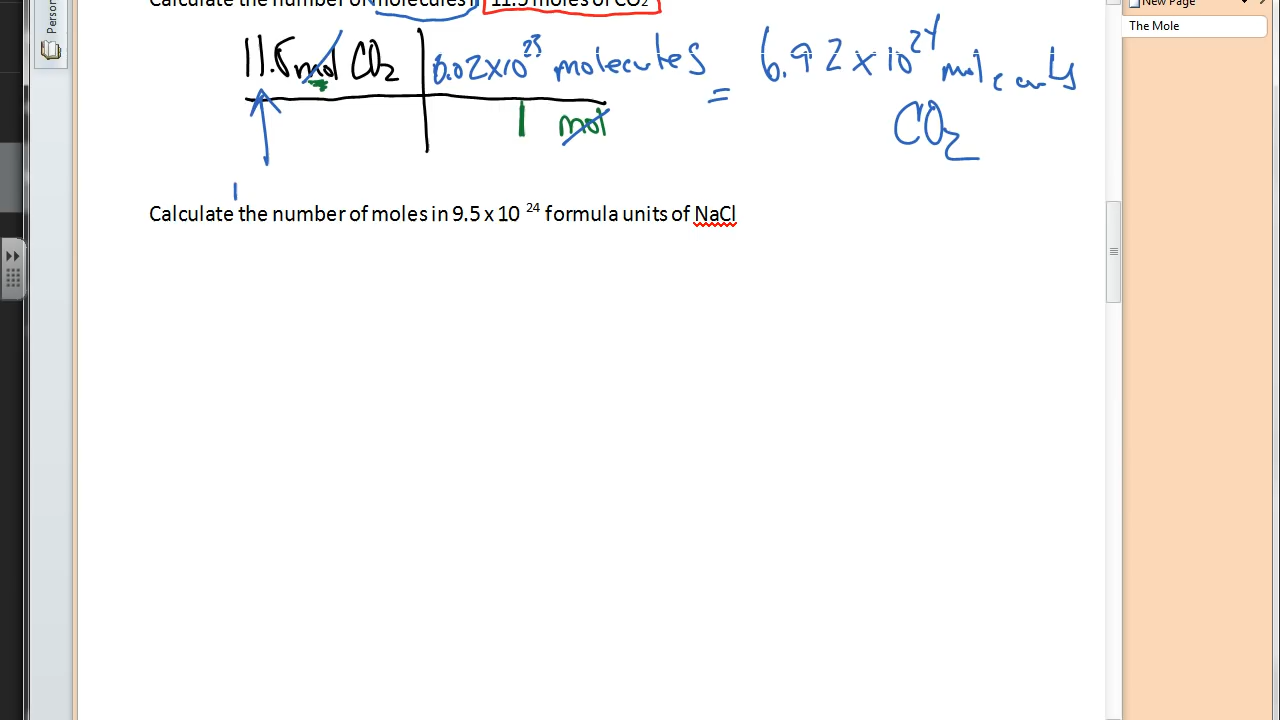 New Page
Person
The Mole
Calculate the number of molecules in 11.5 moles of CO2
11.5 mol CO2 6.02x10^23 molecules = 6.92 x 10^24 molecules
1 mol CO2
Calculate the number of moles in 9.5 x 10 ^24 formula units of NaCl